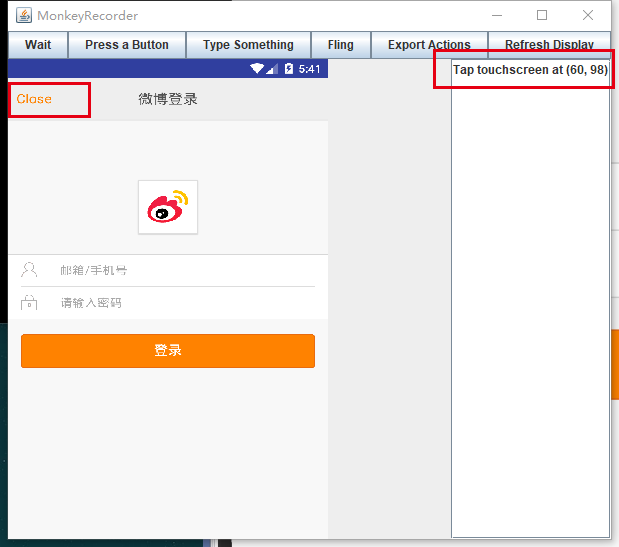 MonkeyRecorder
Wait Press a Button Type Something Fling Export Actions Refresh Display
5:41
Tap touchscreen at (60, 98)
Close 微博登录
邮箱/手机号
请输入密码
登录